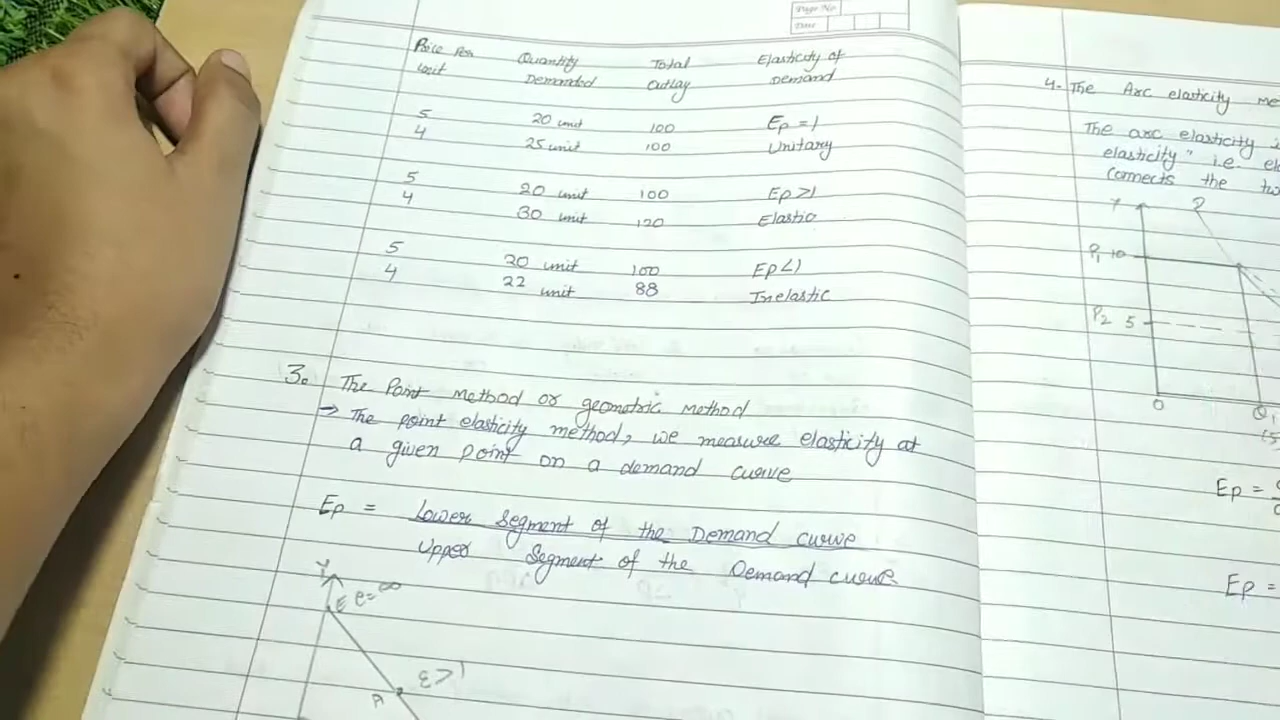 Page No.
Date
Price Per Quantity Total Elasticity of
unit Demanded outlay Demand
5 20 unit 100 Ep = 1
4 25 unit 100 Unitary
5 20 unit 100 Ep > 1
4 30 unit 120 Elastic
5 20 unit 100 Ep < 1
4 22 unit 88 Inelastic
3. The Point method or geometric method
→ The point elasticity method, we measure elasticity at
a given point on a demand curve
Ep = Lower Segment of the Demand curve
Upper Segment of the Demand curve
Y
E e = ∞
A E > 1
4. The Arc elasticity
The arc elasticity
elasticity" i.e
connects the
Y D
P₁ 10
P₂ 5
0 Q₁
Ep =
Ep =